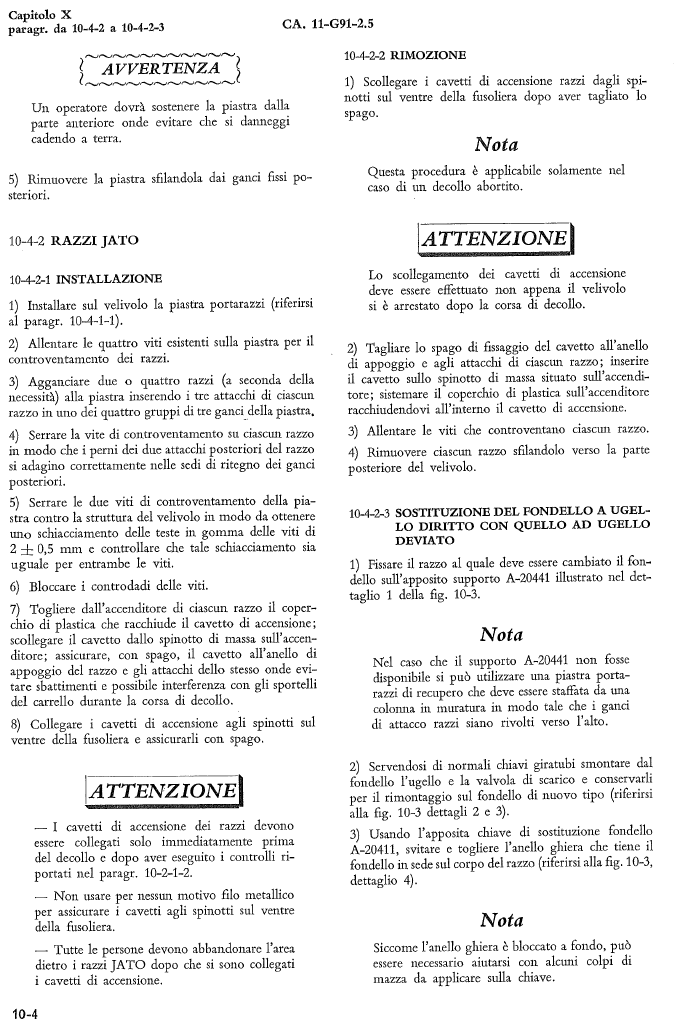 Capitolo X
paragr. da 10-4-2 a 10-4-2-3
CA. 11-G91-2.5
AVVERTENZA
Un operatore dovrà sostenere la piastra dalla
parte anteriore onde evitare che si danneggi
cadendo a terra.
5) Rimuovere la piastra sfilandola dai ganci fissi po-
steriori.
10-4-2 RAZZI JATO
10-4-2-1 INSTALLAZIONE
1) Installare sul velivolo la piastra portarazzi (riferirsi
al paragr. 10-4-1-1).
2) Allentare le quattro viti esistenti sulla piastra per il
controventamento dei razzi.
3) Agganciare due o quattro razzi (a seconda della
necessità) alla piastra inserendo i tre attacchi di ciascun
razzo in uno dei quattro gruppi di tre ganci della piastra.
4) Serrare la vite di controventamento su ciascun razzo
in modo che i perni dei due attacchi posteriori del razzo
si adagino correttamente nelle sedi di ritegno dei ganci
posteriori.
5) Serrare le due viti di controventamento della pia-
stra contro la struttura del velivolo in modo da ottenere
uno schiacciamento delle teste in gomma delle viti di
2 ± 0,5 mm e controllare che tale schiacciamento sia
uguale per entrambe le viti.
6) Bloccare i controdadi delle viti.
7) Togliere dall'accenditore di ciascun razzo il coper-
chio di plastica che racchiude il cavetto di accensione;
scollegare il cavetto dallo spinotto di massa sull'accen-
ditore; assicurare, con spago, il cavetto all'anello di
appoggio del razzo e gli attacchi dello stesso onde evi-
tare sbattimenti e possibile interferenza con gli sportelli
del carrello durante la corsa di decollo.
8) Collegare i cavetti di accensione agli spinotti sul
ventre della fusoliera e assicurarli con spago.
ATTENZIONE
— I cavetti di accensione dei razzi devono
essere collegati solo immediatamente prima
del decollo e dopo aver eseguito i controlli ri-
portati nel paragr. 10-2-1-2.
— Non usare per nessun motivo filo metallico
per assicurare i cavetti agli spinotti sul ventre
della fusoliera.
— Tutte le persone devono abbandonare l'area
dietro i razzi JATO dopo che si sono collegati
i cavetti di accensione.
10-4-2-2 RIMOZIONE
1) Scollegare i cavetti di accensione razzi dagli spi-
notti sul ventre della fusoliera dopo aver tagliato lo
spago.
Nota
Questa procedura è applicabile solamente nel
caso di un decollo abortito.
ATTENZIONE
Lo scollegamento dei cavetti di accensione
deve essere effettuato non appena il velivolo
si è arrestato dopo la corsa di decollo.
2) Tagliare lo spago di fissaggio del cavetto all'anello
di appoggio e agli attacchi di ciascun razzo; inserire
il cavetto sullo spinotto di massa situato sull'accendi-
tore; sistemare il coperchio di plastica sull'accenditore
racchiudendovi all'interno il cavetto di accensione.
3) Allentare le viti che controventano ciascun razzo.
4) Rimuovere ciascun razzo sfilandolo verso la parte
posteriore del velivolo.
10-4-2-3 SOSTITUZIONE DEL FONDELLO A UGEL-
LO DIRITTO CON QUELLO AD UGELLO
DEVIATO
1) Fissare il razzo al quale deve essere cambiato il fon-
dello sull'apposito supporto A-20441 illustrato nel det-
taglio 1 della fig. 10-3.
Nota
Nel caso che il supporto A-20441 non fosse
disponibile si può utilizzare una piastra porta-
razzi di recupero che deve essere staffata da una
colonna in muratura in modo tale che i ganci
di attacco razzi siano rivolti verso l'alto.
2) Servendosi di normali chiavi giratubi smontare dal
fondello l'ugello e la valvola di scarico e conservarli
per il rimontaggio sul fondello di nuovo tipo (riferirsi
alla fig. 10-3 dettagli 2 e 3).
3) Usando l'apposita chiave di sostituzione fondello
A-20411, svitare e togliere l'anello ghiera che tiene il
fondello in sede sul corpo del razzo (riferirsi alla fig. 10-3,
dettaglio 4).
Nota
Siccome l'anello ghiera è bloccato a fondo, può
essere necessario aiutarsi con alcuni colpi di
mazza da applicare sulla chiave.
10-4